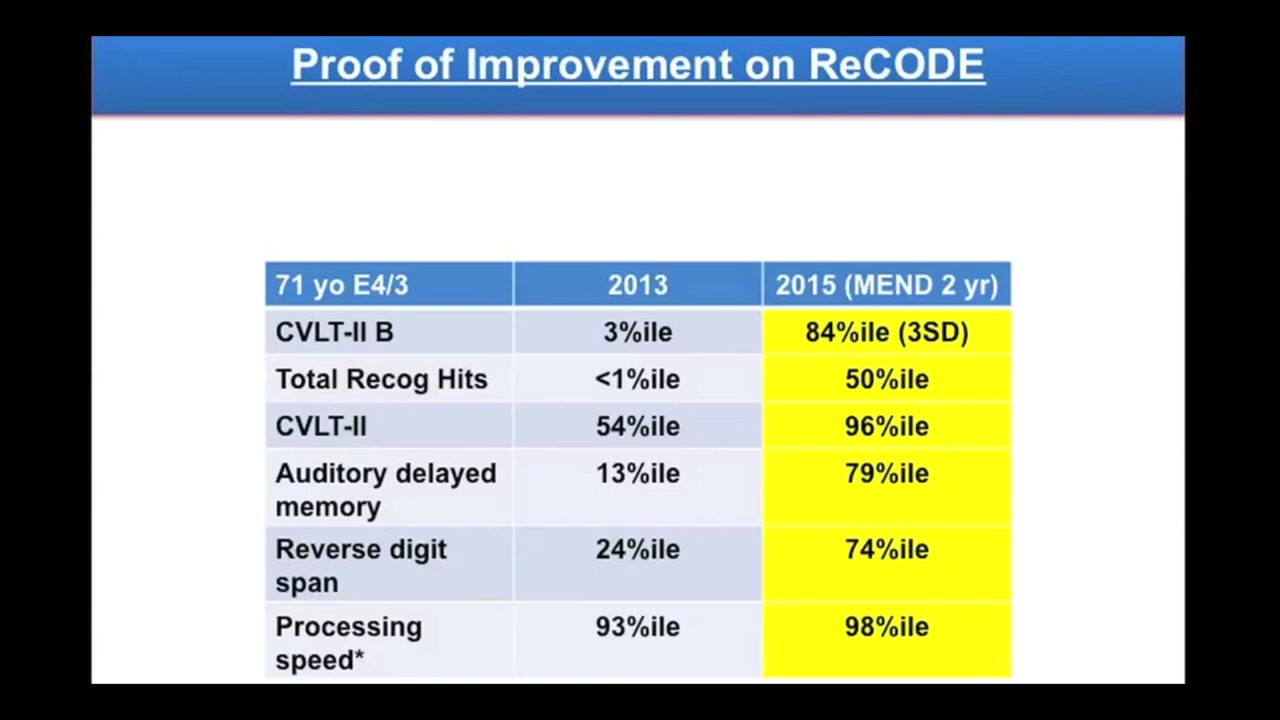 Proof of Improvement on ReCODE
71 yo E4/3 2013 2015 (MEND 2 yr)
CVLT-II B 3%ile 84%ile (3SD)
Total Recog Hits <1%ile 50%ile
CVLT-II 54%ile 96%ile
Auditory delayed 13%ile 79%ile
memory
Reverse digit 24%ile 74%ile
span
Processing 93%ile 98%ile
speed*